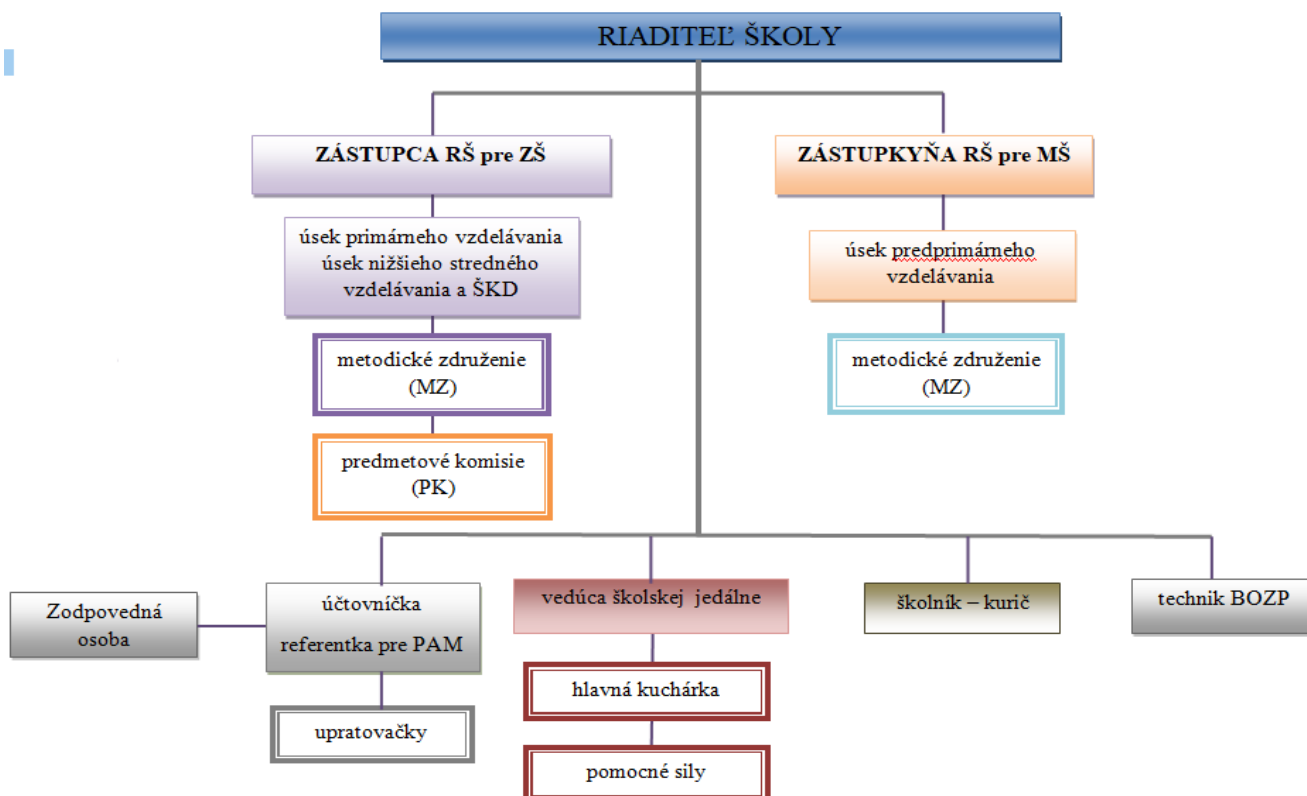 RIADITEĽ ŠKOLY
ZÁSTUPCA RŠ pre ZŠ
ZÁSTUPKYŇA RŠ pre MŠ
úsek primárneho vzdelávania
úsek nižšieho stredného
vzdelávania a ŠKD
úsek predprimárneho
vzdelávania
metodické združenie
(MZ)
metodické združenie
(MZ)
predmetové komisie
(PK)
Zodpovedná
osoba
účtovníčka
referentka pre PAM
vedúca školskej jedálne
školník – kurič
technik BOZP
upratovačky
hlavná kuchárka
pomocné sily